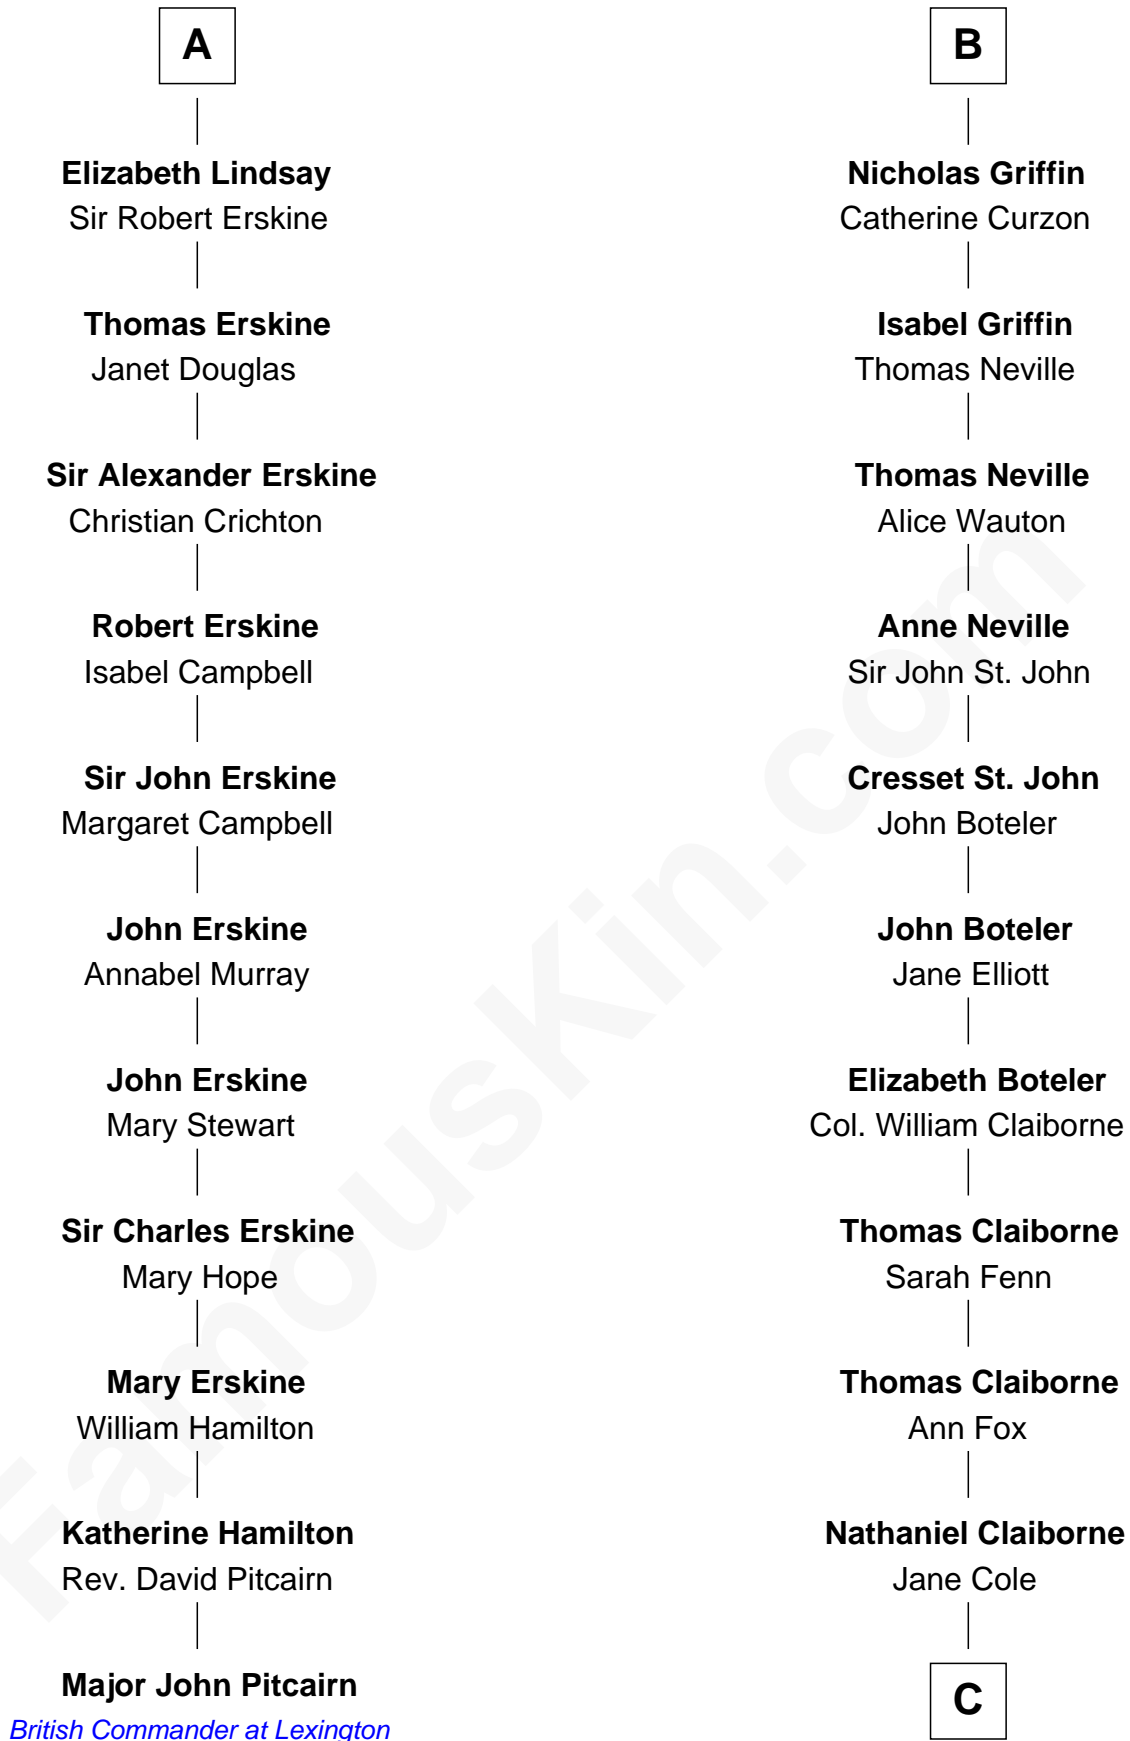 A
Elizabeth Lindsay
Sir Robert Erskine
Thomas Erskine
Janet Douglas
Sir Alexander Erskine
Christian Crichton
Robert Erskine
Isabel Campbell
Sir John Erskine
Margaret Campbell
John Erskine
Annabel Murray
John Erskine
Mary Stewart
Sir Charles Erskine
Mary Hope
Mary Erskine
William Hamilton
Katherine Hamilton
Rev. David Pitcairn
Major John Pitcairn
British Commander at Lexington
B
Nicholas Griffin
Catherine Curzon
Isabel Griffin
Thomas Neville
Thomas Neville
Alice Wauton
Anne Neville
Sir John St. John
Cresset St. John
John Boteler
John Boteler
Jane Elliott
Elizabeth Boteler
Col. William Claiborne
Thomas Claiborne
Sarah Fenn
Thomas Claiborne
Ann Fox
Nathaniel Claiborne
Jane Cole
C
FamousKin.com